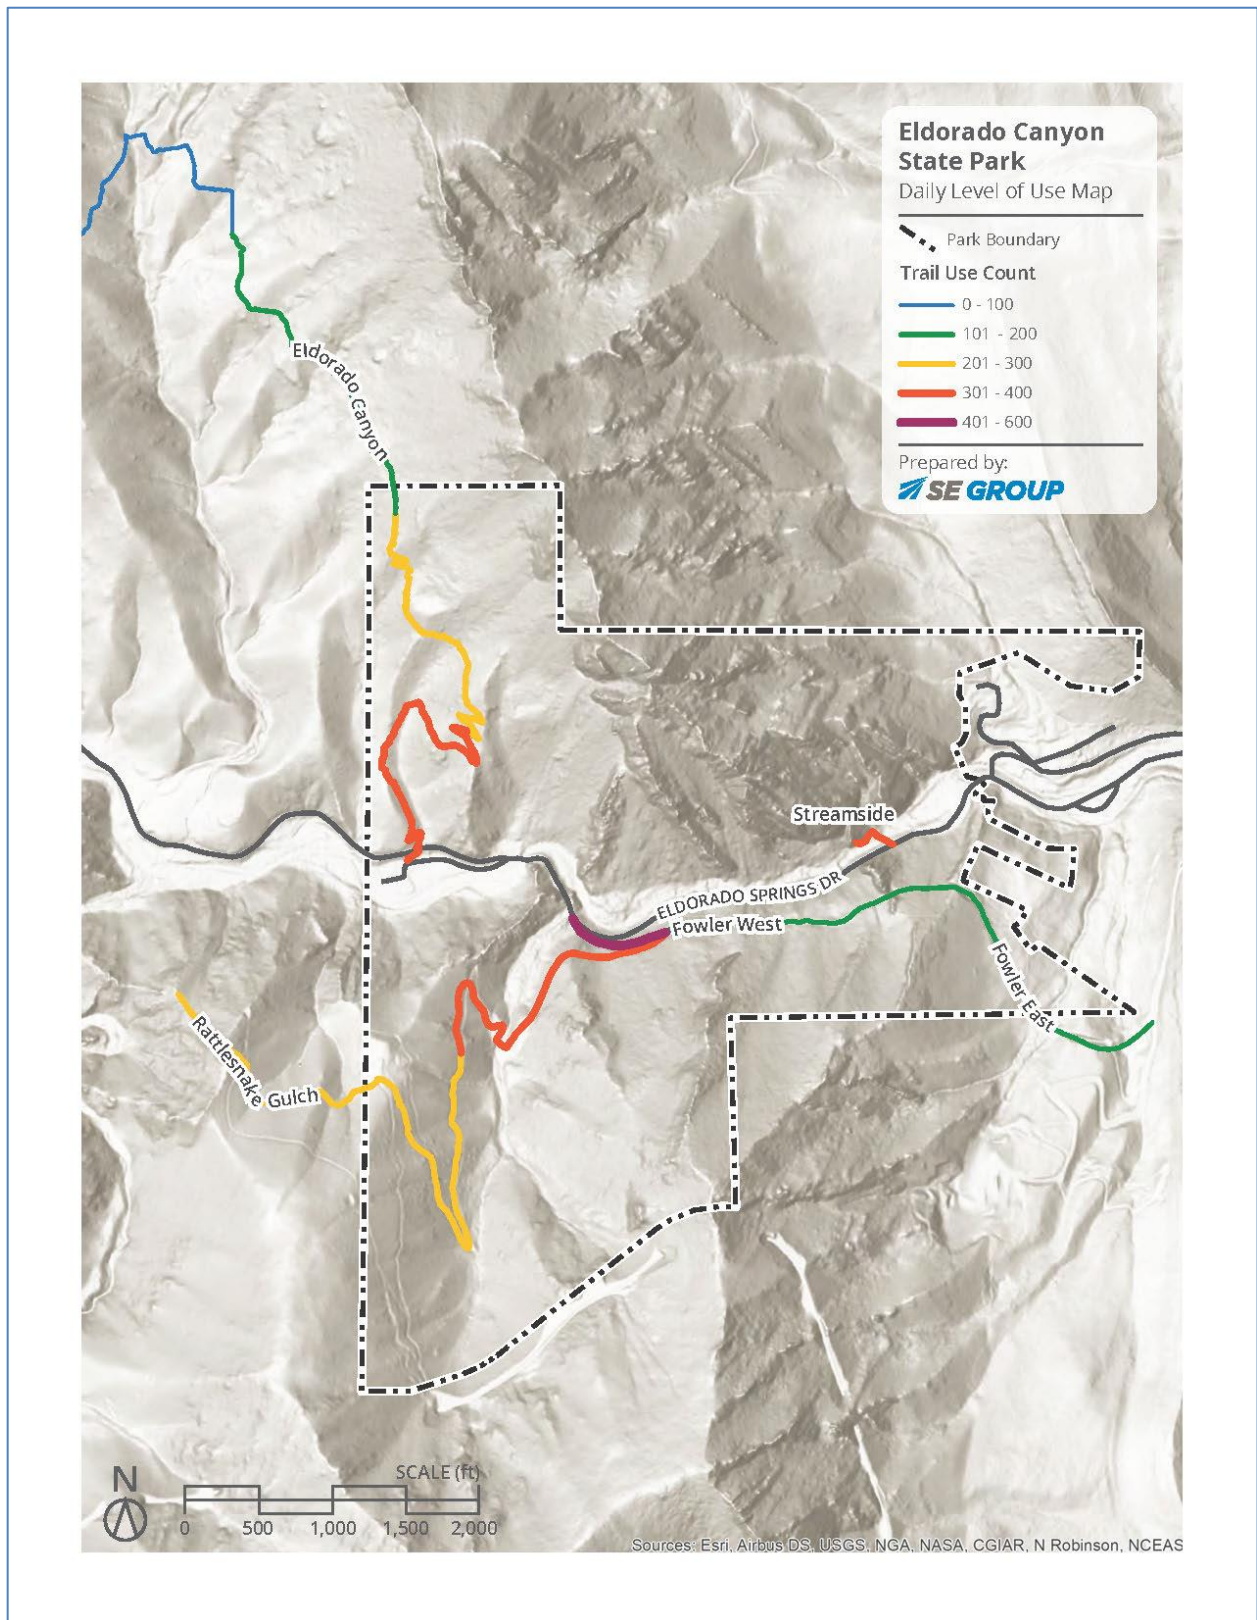 Eldorado Canyon
State Park
Daily Level of Use Map
Park Boundary
Trail Use Count
0 - 100
101 - 200
201 - 300
301 - 400
401 - 600
Prepared by:
SE GROUP
Eldorado Canyon
Streamside
ELDORADO SPRINGS DR
Fowler West
Fowler East
Rattlesnake Gulch
N
SCALE (ft)
0 500 1,000 1,500 2,000
Sources: Esri, Airbus DS, USGS, NGA, NASA, CGIAR, N Robinson, NCEAS